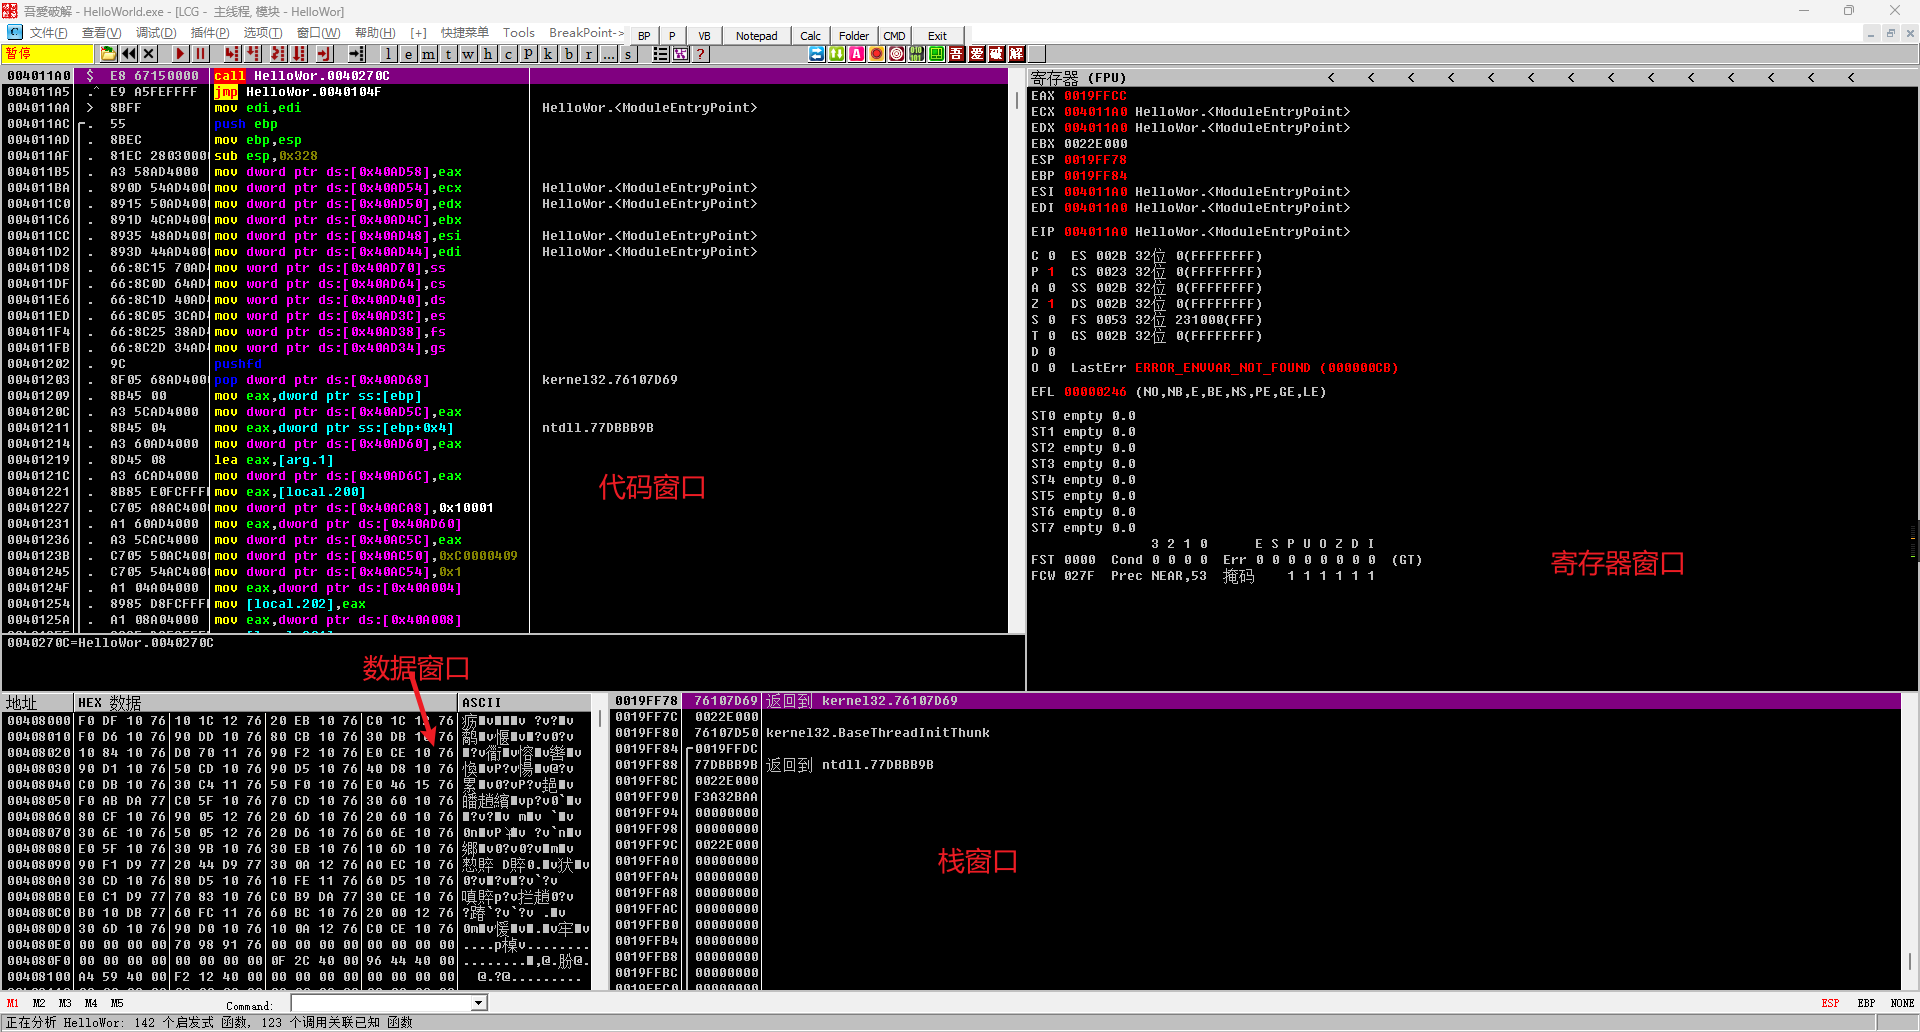 吾爱破解 - HelloWorld.exe - [LCG - 主线程, 模块 - HelloWor]
文件(F) 查看(V) 调试(D) 插件(P) 选项(T) 窗口(W) 帮助(H) [+] 快捷菜单 Tools BreakPoint-> BP P VB Notepad Calc Folder CMD Exit
暂停 l e m t w h c p k b r ... s ? 吾 爱 破 解
004011A0 $ E8 67150000 call HelloWor.0040270C
004011A5 .^ E9 A5FEFFFF jmp HelloWor.0040104F
004011AA > 8BFF mov edi,edi HelloWor.<ModuleEntryPoint>
004011AC . 55 push ebp
004011AD . 8BEC mov ebp,esp
004011AF . 81EC 2803000 sub esp,0x328
004011B5 . A3 58AD4000 mov dword ptr ds:[0x40AD58],eax
004011BA . 890D 54AD400 mov dword ptr ds:[0x40AD54],ecx HelloWor.<ModuleEntryPoint>
004011C0 . 8915 50AD400 mov dword ptr ds:[0x40AD50],edx HelloWor.<ModuleEntryPoint>
004011C6 . 891D 4CAD400 mov dword ptr ds:[0x40AD4C],ebx
004011CC . 8935 48AD400 mov dword ptr ds:[0x40AD48],esi HelloWor.<ModuleEntryPoint>
004011D2 . 893D 44AD400 mov dword ptr ds:[0x40AD44],edi HelloWor.<ModuleEntryPoint>
004011D8 . 66:8C15 70AD mov word ptr ds:[0x40AD70],ss
004011DF . 66:8C0D 64AD mov word ptr ds:[0x40AD64],cs
004011E6 . 66:8C1D 40AD mov word ptr ds:[0x40AD40],ds
004011ED . 66:8C05 3CAD mov word ptr ds:[0x40AD3C],es
004011F4 . 66:8C25 38AD mov word ptr ds:[0x40AD38],fs
004011FB . 66:8C2D 34AD mov word ptr ds:[0x40AD34],gs
00401202 . 9C pushfd
00401203 . 8F05 68AD400 pop dword ptr ds:[0x40AD68] kernel32.76107D69
00401209 . 8B45 00 mov eax,dword ptr ss:[ebp]
0040120C . A3 5CAD4000 mov dword ptr ds:[0x40AD5C],eax
00401211 . 8B45 04 mov eax,dword ptr ss:[ebp+0x4] ntdll.77DBBB9B
00401214 . A3 60AD4000 mov dword ptr ds:[0x40AD60],eax
00401219 . 8D45 08 lea eax,[arg.1]
0040121C . A3 6CAD4000 mov dword ptr ds:[0x40AD6C],eax
00401221 . 8B85 E0FCFFF mov eax,[local.200]
00401227 . C705 A8AC400 mov dword ptr ds:[0x40ACA8],0x10001
00401231 . A1 60AD4000 mov eax,dword ptr ds:[0x40AD60]
00401236 . A3 5CAC4000 mov dword ptr ds:[0x40AC5C],eax
0040123B . C705 50AC400 mov dword ptr ds:[0x40AC50],0xC0000409
00401245 . C705 54AC400 mov dword ptr ds:[0x40AC54],0x1
0040124F . A1 04A04000 mov eax,dword ptr ds:[0x40A004]
00401254 . 8985 D8FCFFF mov [local.202],eax
0040125A . A1 08A04000 mov eax,dword ptr ds:[0x40A008]
代码窗口
0040270C=HelloWor.0040270C
寄存器 (FPU) < < < < < < < < < < < < < <
EAX 0019FFCC
ECX 004011A0 HelloWor.<ModuleEntryPoint>
EDX 004011A0 HelloWor.<ModuleEntryPoint>
EBX 0022E000
ESP 0019FF78
EBP 0019FF84
ESI 004011A0 HelloWor.<ModuleEntryPoint>
EDI 004011A0 HelloWor.<ModuleEntryPoint>
EIP 004011A0 HelloWor.<ModuleEntryPoint>
C 0 ES 002B 32位 0(FFFFFFFF)
P 1 CS 0023 32位 0(FFFFFFFF)
A 0 SS 002B 32位 0(FFFFFFFF)
Z 1 DS 002B 32位 0(FFFFFFFF)
S 0 FS 0053 32位 231000(FFF)
T 0 GS 002B 32位 0(FFFFFFFF)
D 0
O 0 LastErr ERROR_ENVVAR_NOT_FOUND (000000CB)
EFL 00000246 (NO,NB,E,BE,NS,PE,GE,LE)
ST0 empty 0.0
ST1 empty 0.0
ST2 empty 0.0
ST3 empty 0.0
ST4 empty 0.0
ST5 empty 0.0
ST6 empty 0.0
ST7 empty 0.0
3 2 1 0 E S P U O Z D I
FST 0000 Cond 0 0 0 0 Err 0 0 0 0 0 0 0 0 (GT)
FCW 027F Prec NEAR,53 掩码 1 1 1 1 1 1
寄存器窗口
数据窗口
地址 HEX 数据 ASCII
00408000 F0 DF 10 76 10 1C 12 76 20 EB 10 76 C0 1C 12 76
00408010 F0 D6 10 76 90 DD 10 76 80 CB 10 76 30 DB 10 76
00408020 10 84 10 76 D0 70 11 76 90 F2 10 76 E0 CE 10 76
00408030 90 D1 10 76 50 CD 10 76 90 D5 10 76 40 D8 10 76
00408040 C0 DB 10 76 30 C4 11 76 50 F0 10 76 E0 46 15 76
00408050 F0 AB DA 77 C0 5F 10 76 70 CD 10 76 30 60 10 76
00408060 80 CF 10 76 90 05 12 76 20 6D 10 76 20 60 10 76
00408070 30 6E 10 76 50 05 12 76 20 D6 10 76 60 6E 10 76
00408080 E0 5F 10 76 30 9B 10 76 30 EB 10 76 10 6D 10 76
00408090 90 F1 D9 77 20 44 D9 77 30 0A 12 76 A0 EC 10 76
004080A0 30 CD 10 76 80 D5 10 76 10 FE 11 76 60 D5 10 76
004080B0 E0 C1 D9 77 70 83 10 76 C0 B9 DA 77 30 CE 10 76
004080C0 B0 10 DB 77 60 FC 11 76 60 BC 10 76 20 00 12 76
004080D0 30 6D 10 76 90 D0 10 76 10 0A 12 76 C0 CE 10 76
004080E0 00 00 00 00 70 98 91 76 00 00 00 00 00 00 00 00
004080F0 00 00 00 00 00 00 00 00 0F 2C 40 00 96 44 40 00
00408100 A4 59 40 00 F2 12 40 00 00 00 00 00 00 00 00 00
0019FF78 76107D69 返回到 kernel32.76107D69
0019FF7C 0022E000
0019FF80 76107D50 kernel32.BaseThreadInitThunk
0019FF84 0019FFDC
0019FF88 77DBBB9B 返回到 ntdll.77DBBB9B
0019FF8C 0022E000
0019FF90 F3A32BAA
0019FF94 00000000
0019FF98 00000000
0019FF9C 0022E000
0019FFA0 00000000
0019FFA4 00000000
0019FFA8 00000000
0019FFAC 00000000
0019FFB0 00000000
0019FFB4 00000000
0019FFB8 00000000
0019FFBC 00000000
0019FFC0 00000000
栈窗口
M1 M2 M3 M4 M5 Command: ESP EBP NONE
正在分析 HelloWor: 142 个启发式 函数, 123 个调用关联已知 函数